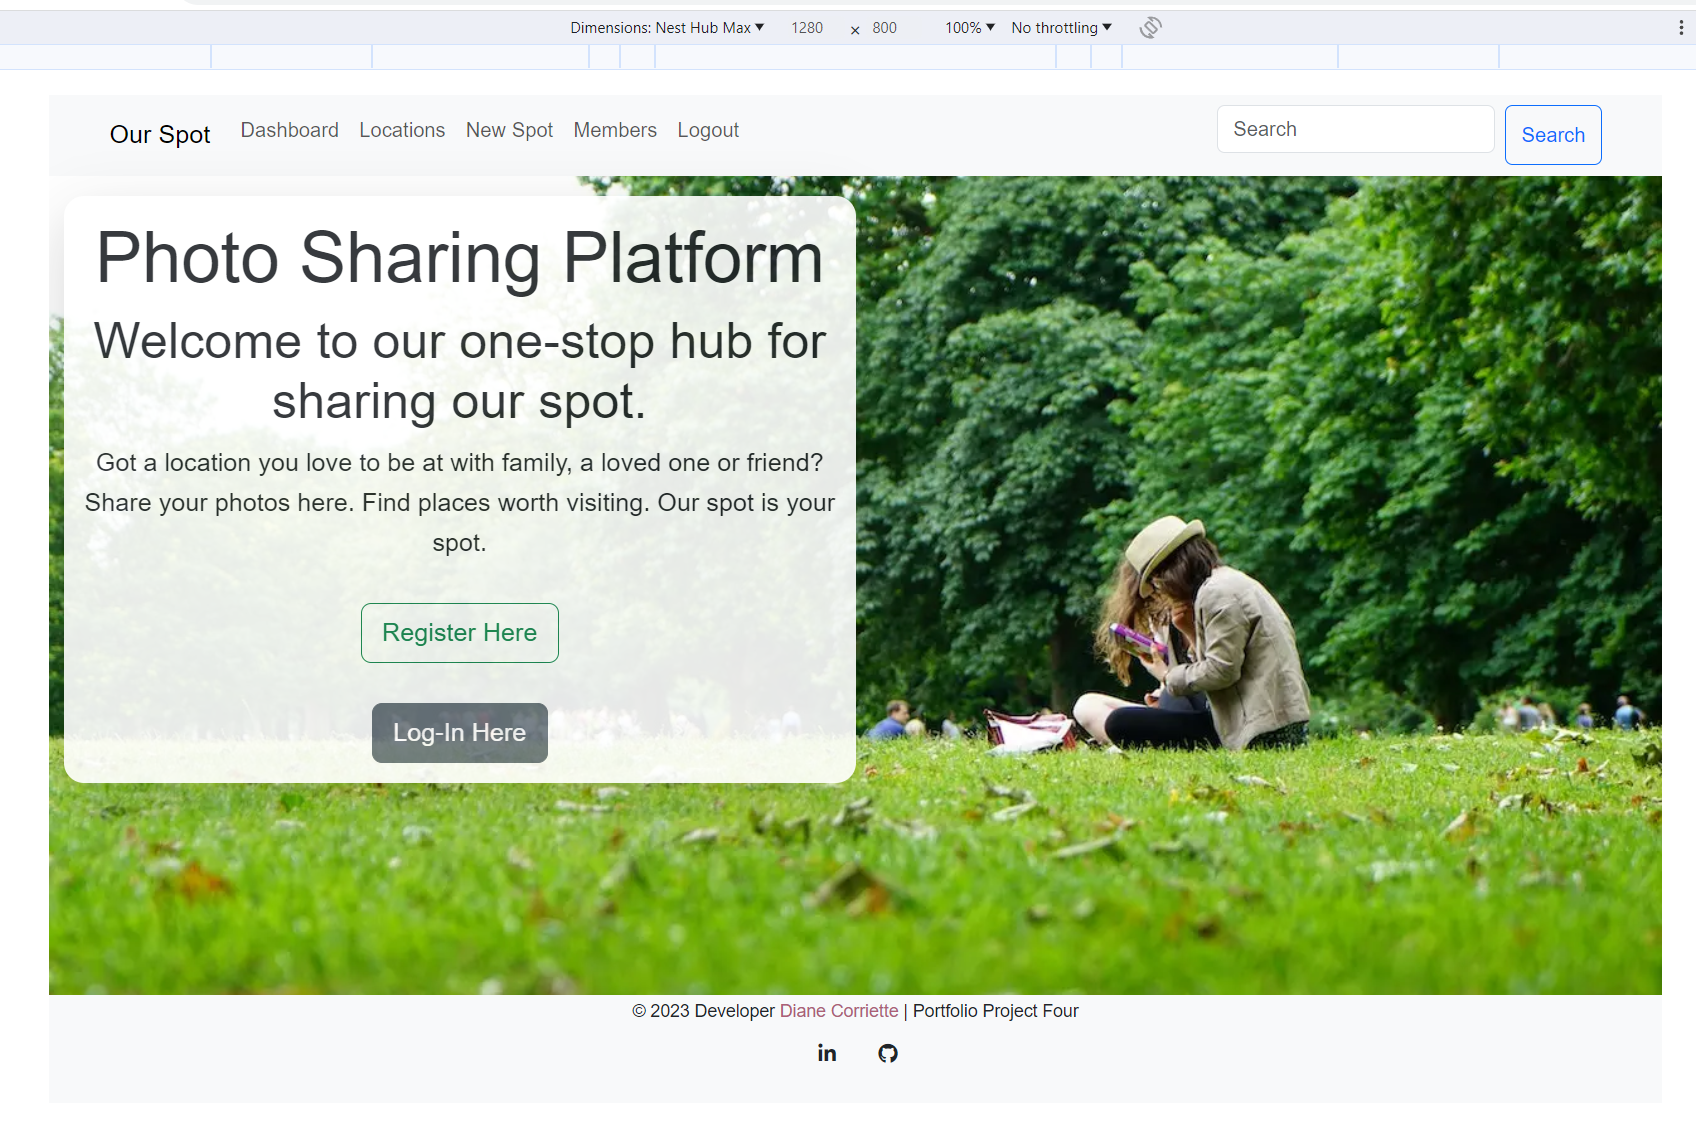 Dimensions: Nest Hub Max 1280 × 800 100% No throttling
Our Spot Dashboard Locations New Spot Members Logout Search Search
Photo Sharing Platform
Welcome to our one-stop hub for
sharing our spot.
Got a location you love to be at with family, a loved one or friend?
Share your photos here. Find places worth visiting. Our spot is your
spot.
Register Here
Log-In Here
© 2023 Developer Diane Corriette | Portfolio Project Four
in